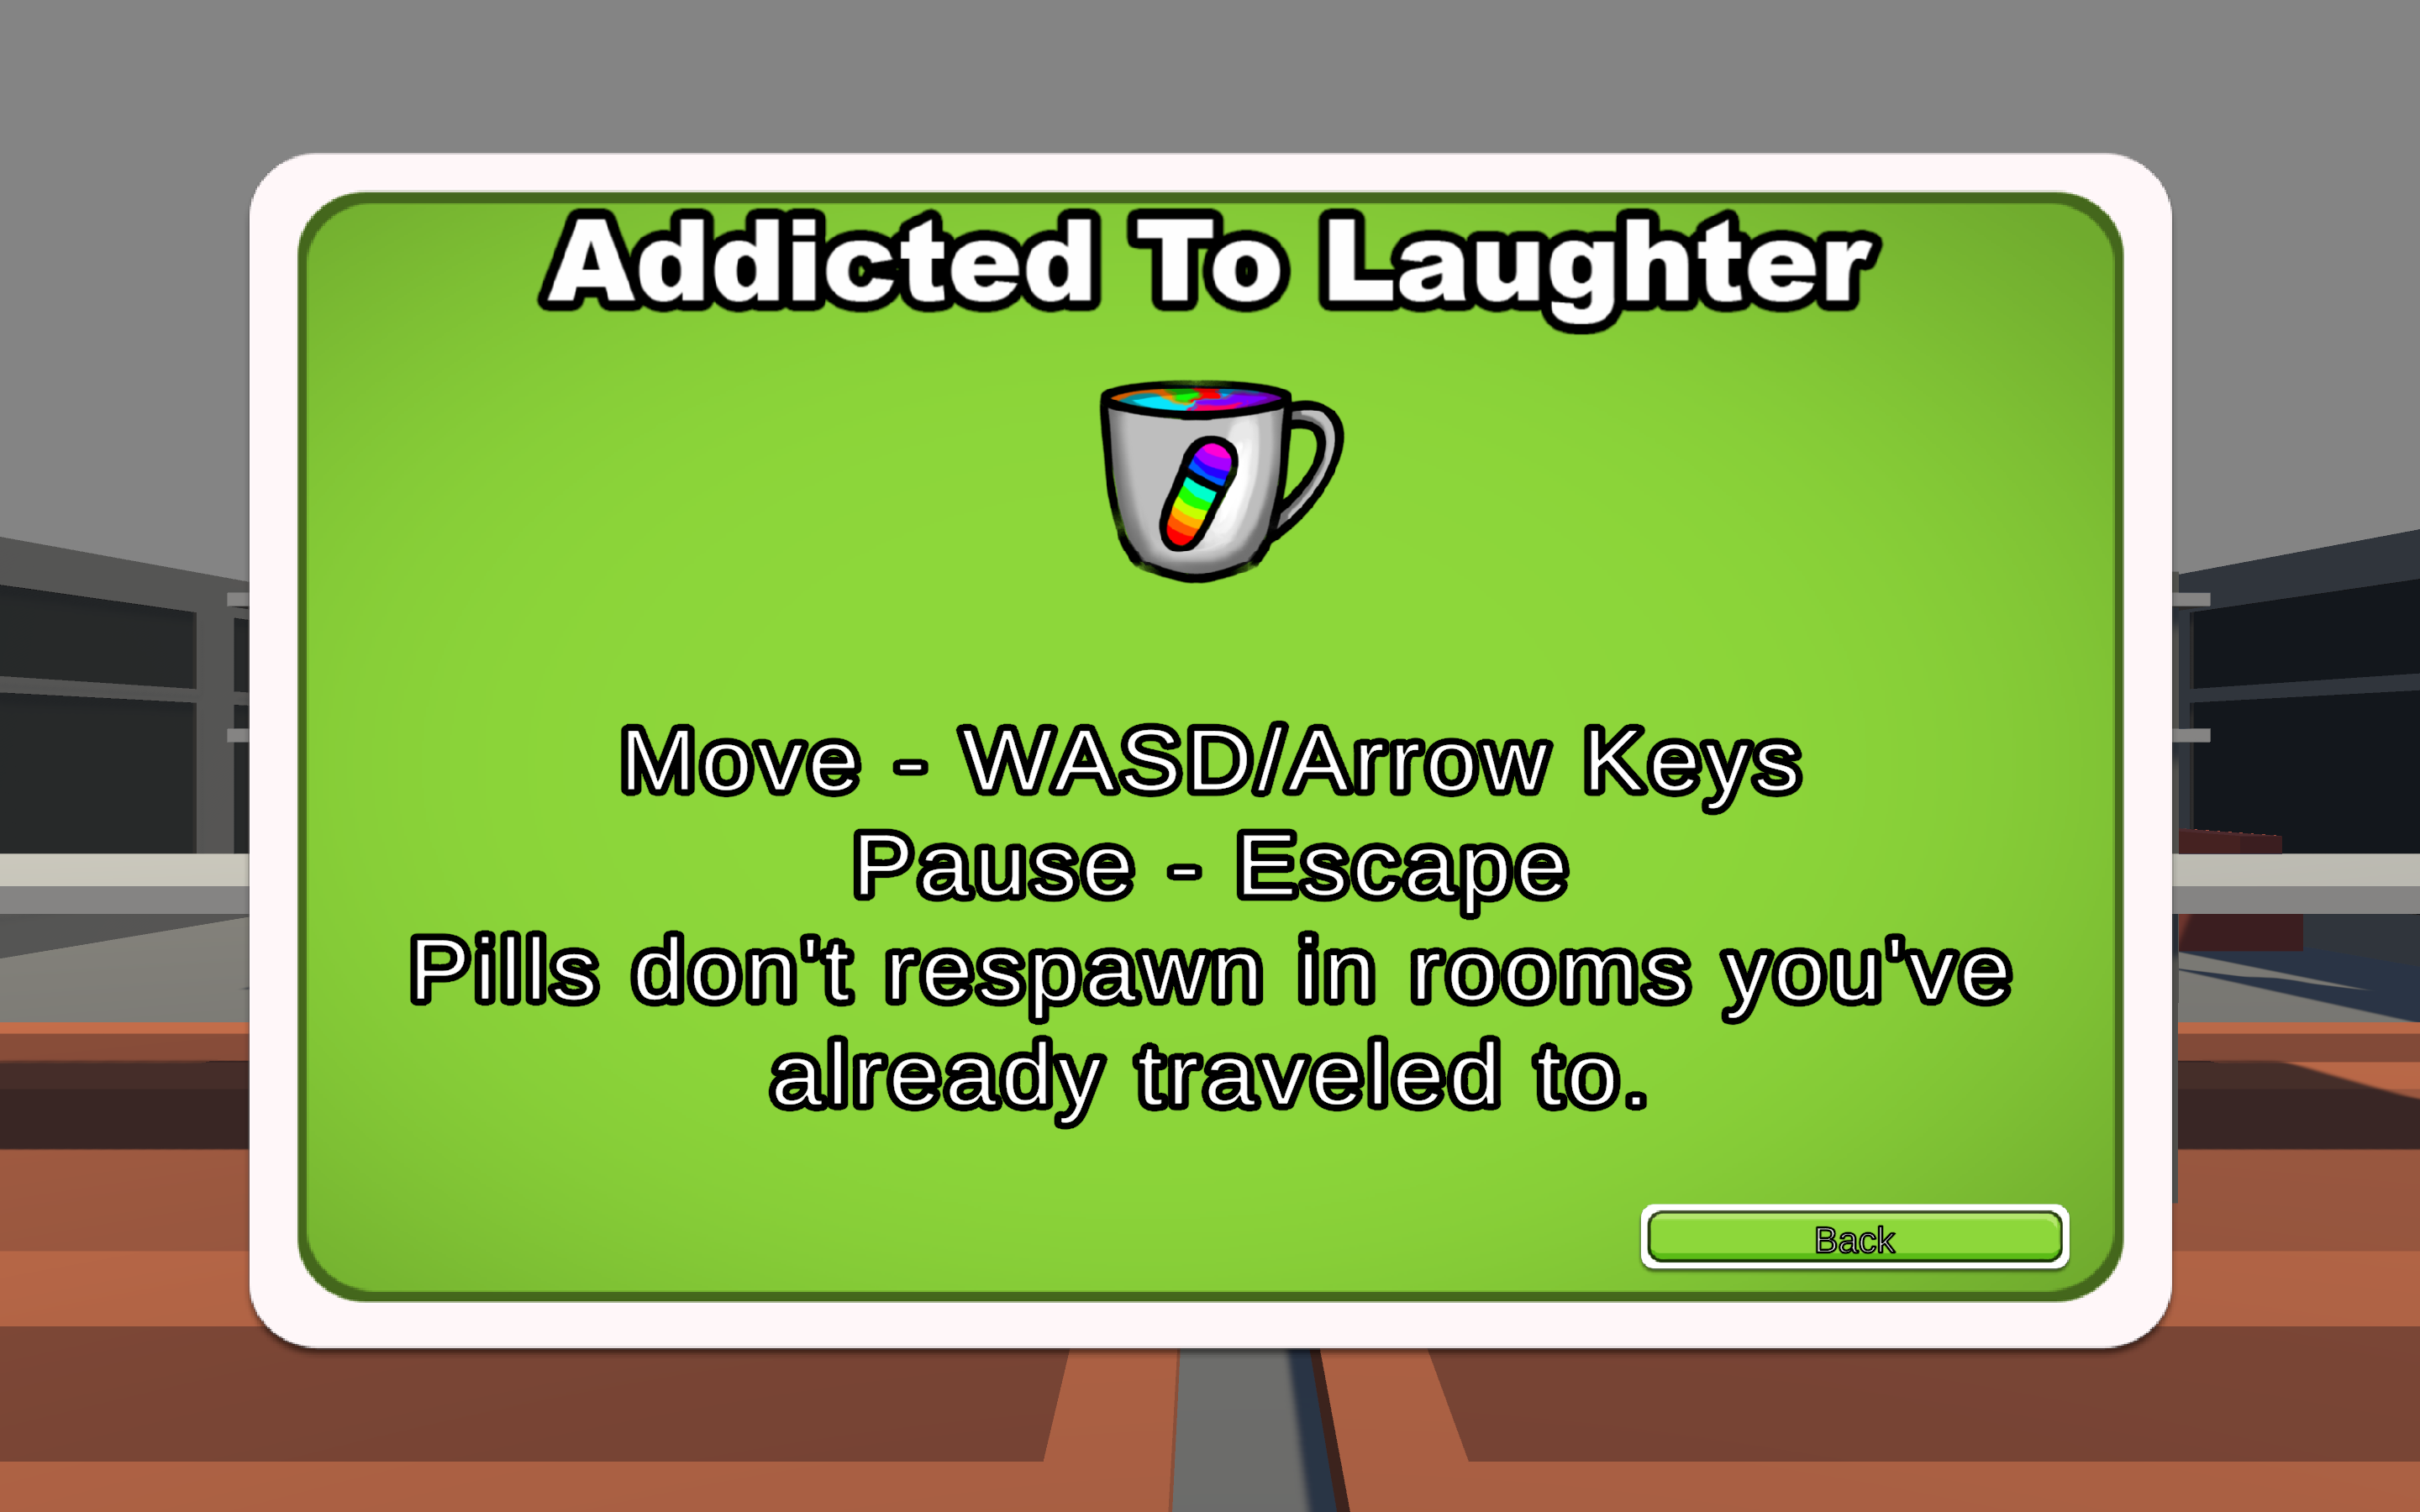 Addicted To Laughter
Move - WASD/Arrow Keys
Pause - Escape
Pills don't respawn in rooms you've
already traveled to.
Back